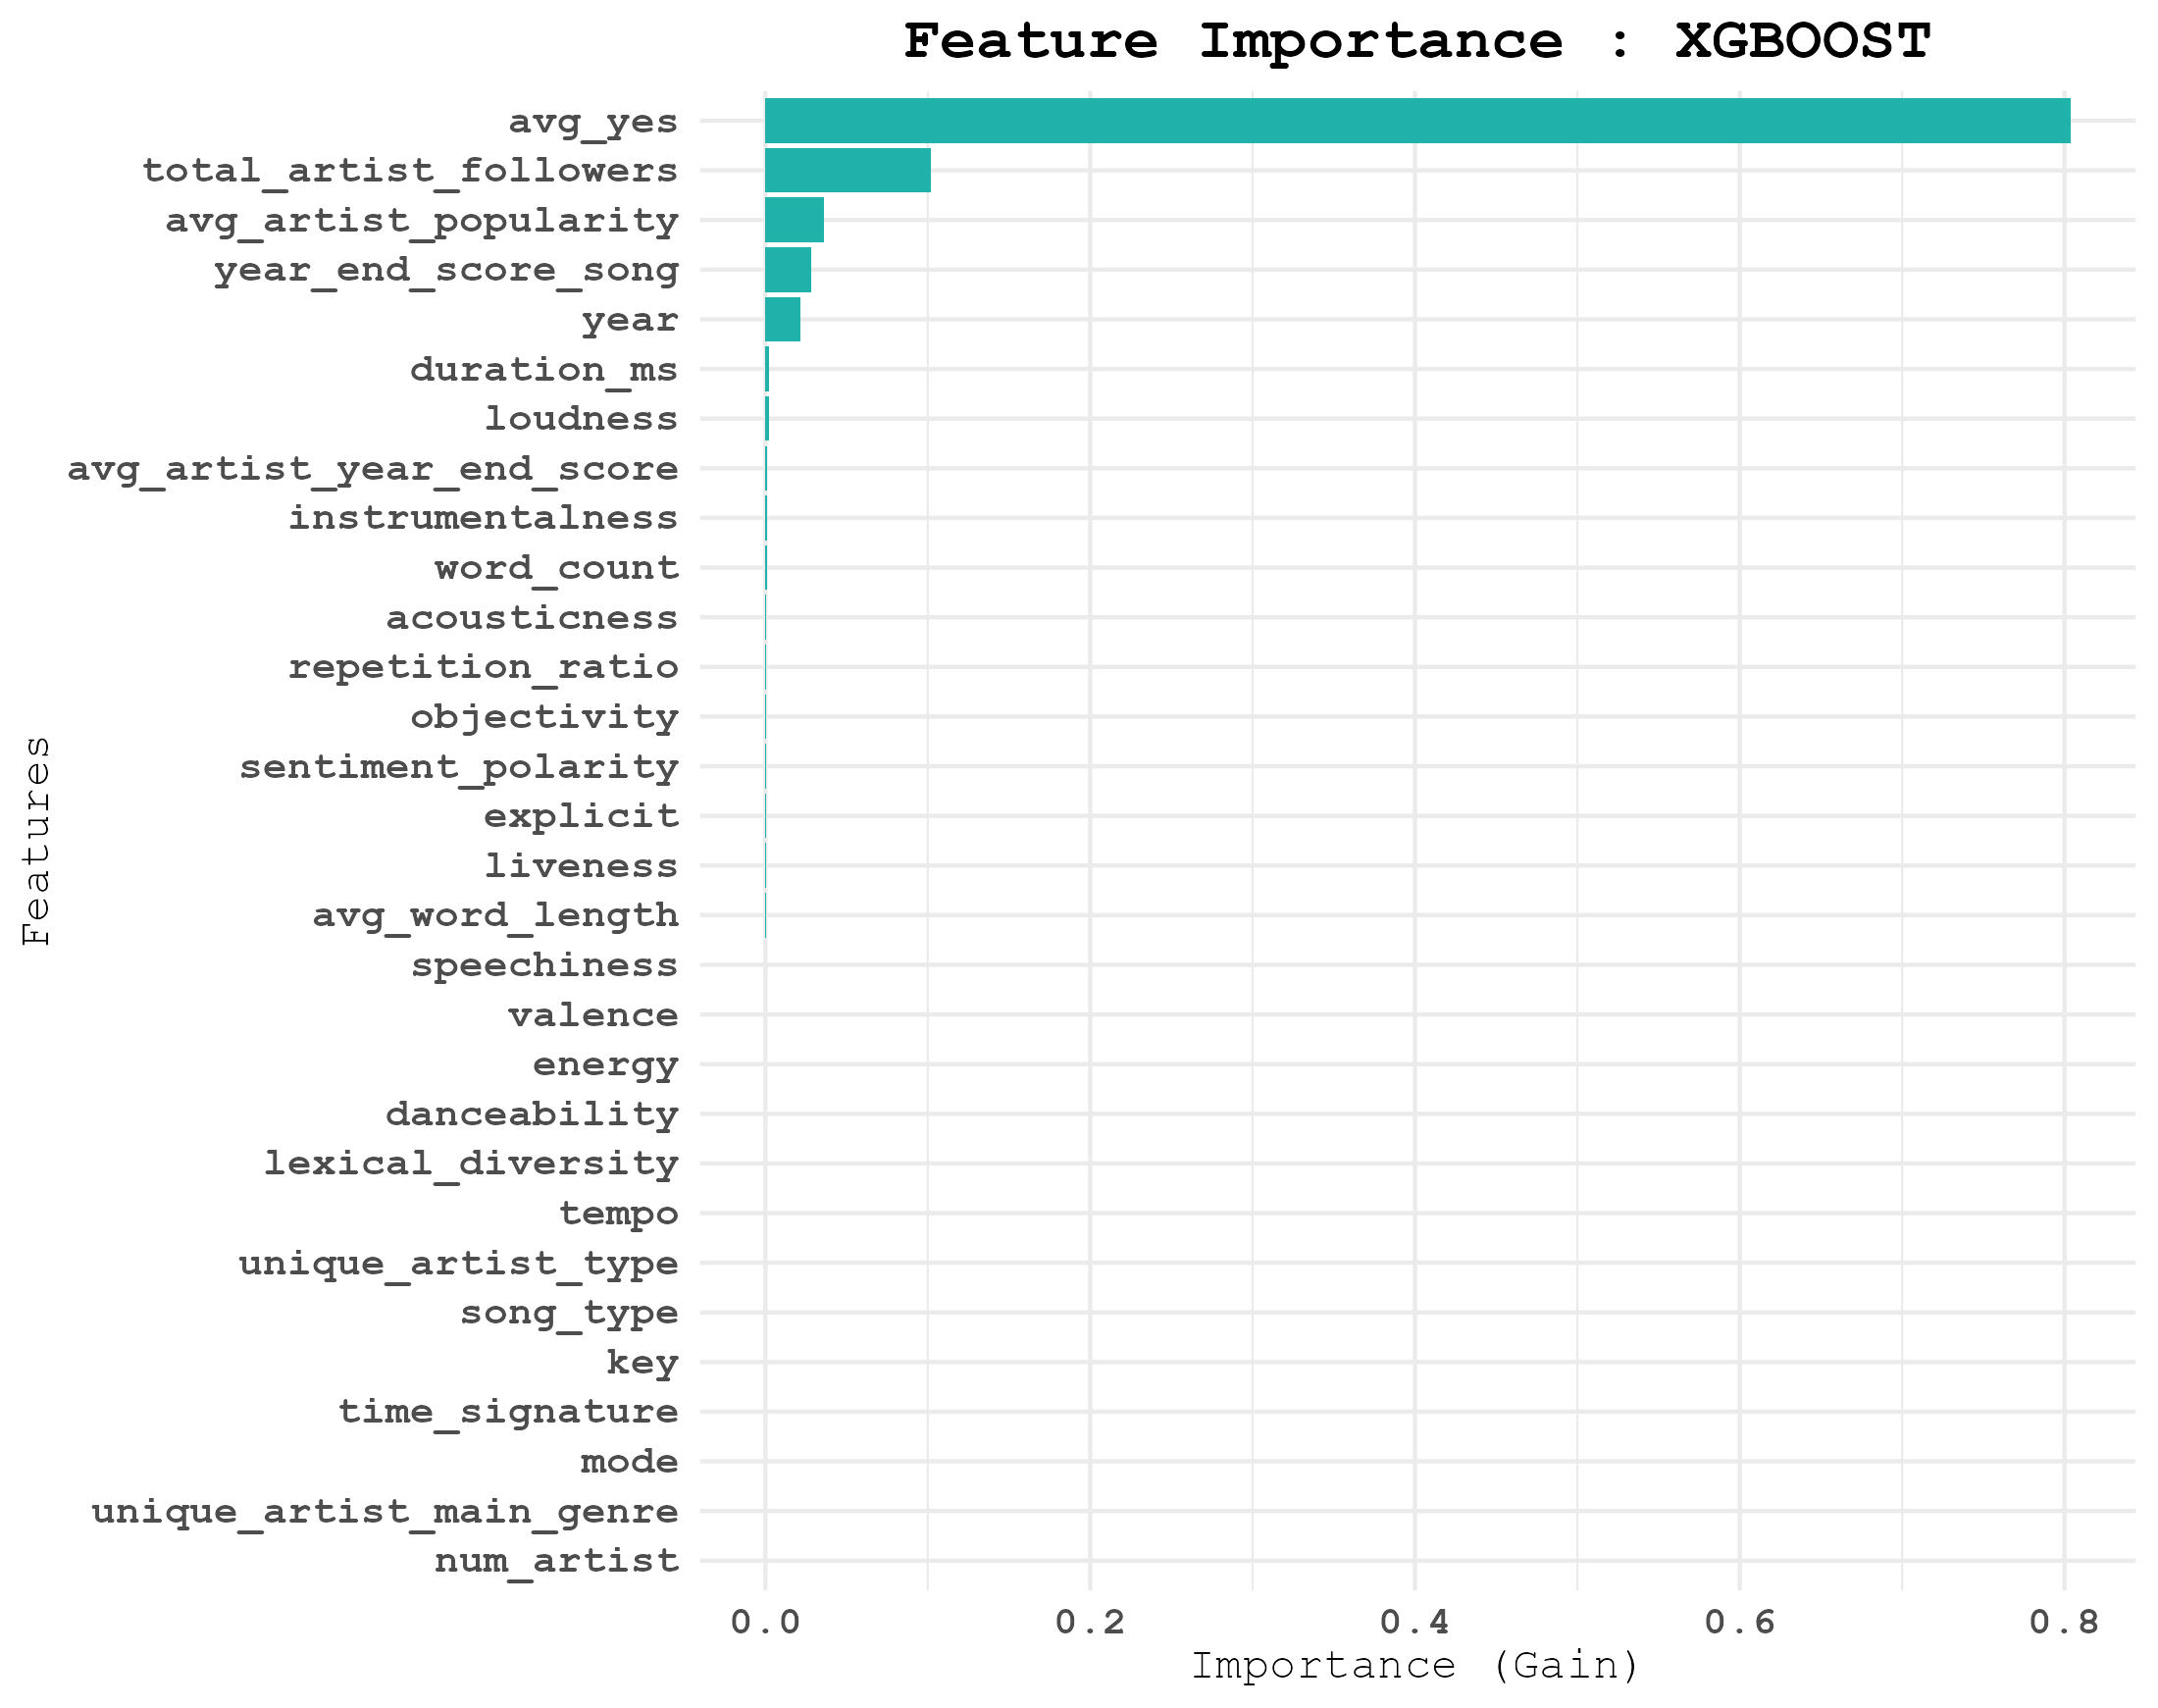 Feature Importance : XGBOOST
avg_yes
total_artist_followers
avg_artist_popularity
year_end_score_song
year
duration_ms
loudness
avg_artist_year_end_score
instrumentalness
word_count
acousticness
repetition_ratio
objectivity
sentiment_polarity
explicit
liveness
avg_word_length
speechiness
valence
energy
danceability
lexical_diversity
tempo
unique_artist_type
song_type
key
time_signature
mode
unique_artist_main_genre
num_artist
Features
0.0 0.2 0.4 0.6 0.8
Importance (Gain)